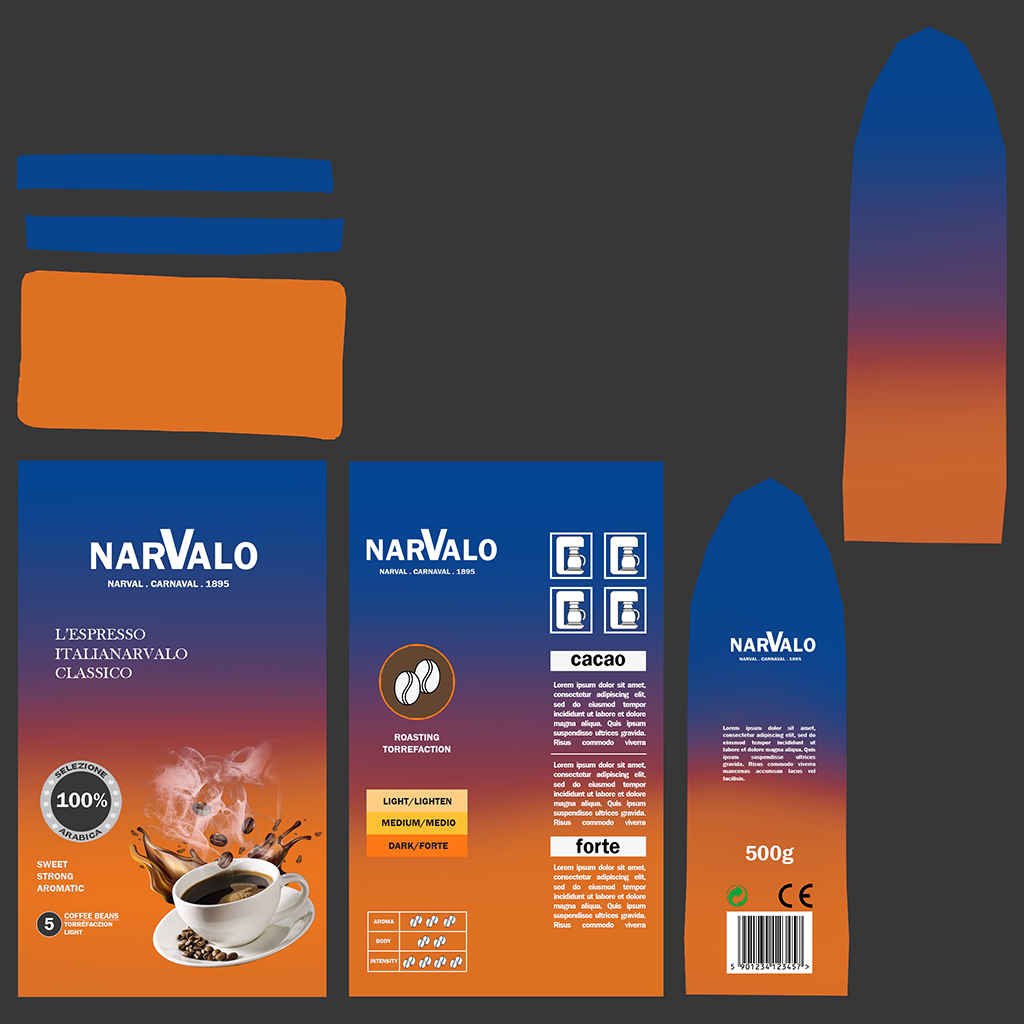 NARVALO
NARVAL . CARNAVAL . 1895
L'ESPRESSO
ITALIANARVALO
CLASSICO
SELEZIONE
100%
ARABICA
SWEET
STRONG
AROMATIC
5
COFFEE BEANS
TORRÉFACZION
LIGHT
NARVALO
NARVAL . CARNAVAL . 1895
ROASTING
TORREFACTION
LIGHT/LIGHTEN
MEDIUM/MEDIO
DARK/FORTE
AROMA
BODY
INTENSITY
cacao
Lorem ipsum dolor sit amet,
consectetur adipiscing elit,
sed do eiusmod tempor
incididunt ut labore et dolore
magna aliqua. Quis ipsum
suspendisse ultrices gravida.
Risus commodo viverra
Lorem ipsum dolor sit amet,
consectetur adipiscing elit,
sed do eiusmod tempor
incididunt ut labore et dolore
magna aliqua. Quis ipsum
suspendisse ultrices gravida.
Risus commodo viverra
forte
Lorem ipsum dolor sit amet,
consectetur adipiscing elit,
sed do eiusmod tempor
incididunt ut labore et dolore
magna aliqua. Quis ipsum
suspendisse ultrices gravida.
Risus commodo viverra
NARVALO
NARVAL . CARNAVAL . 1895
Lorem ipsum dolor sit amet,
consectetur adipiscing elit, sed do
eiusmod tempor incididunt ut
labore et dolore magna aliqua. Quis
ipsum suspendisse ultrices
gravida. Risus commodo viverra
maecenas accumsan lacus vel
facilisis.
500g
CE
5 901234 123457 >